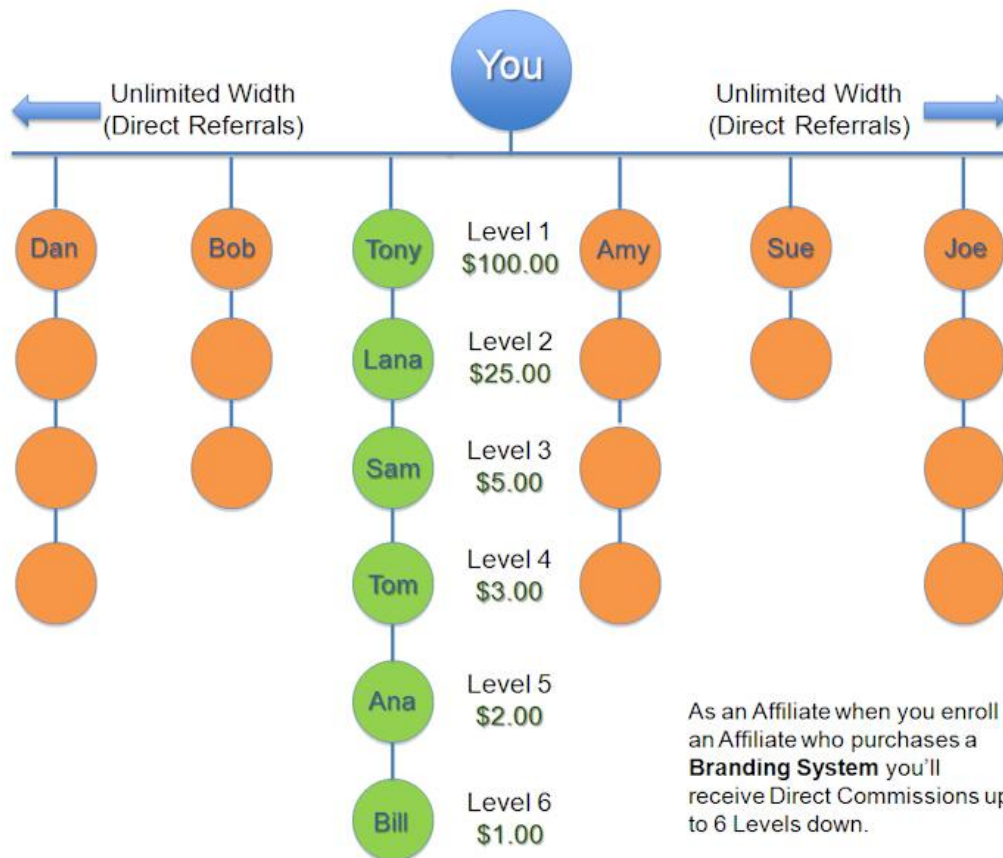 You
Unlimited Width
(Direct Referrals)
Unlimited Width
(Direct Referrals)
Dan
Bob
Tony
Level 1
$100.00
Amy
Sue
Joe
Lana
Level 2
$25.00
Sam
Level 3
$5.00
Tom
Level 4
$3.00
Ana
Level 5
$2.00
Bill
Level 6
$1.00
As an Affiliate when you enroll
an Affiliate who purchases a
Branding System you'll
receive Direct Commissions up
to 6 Levels down.